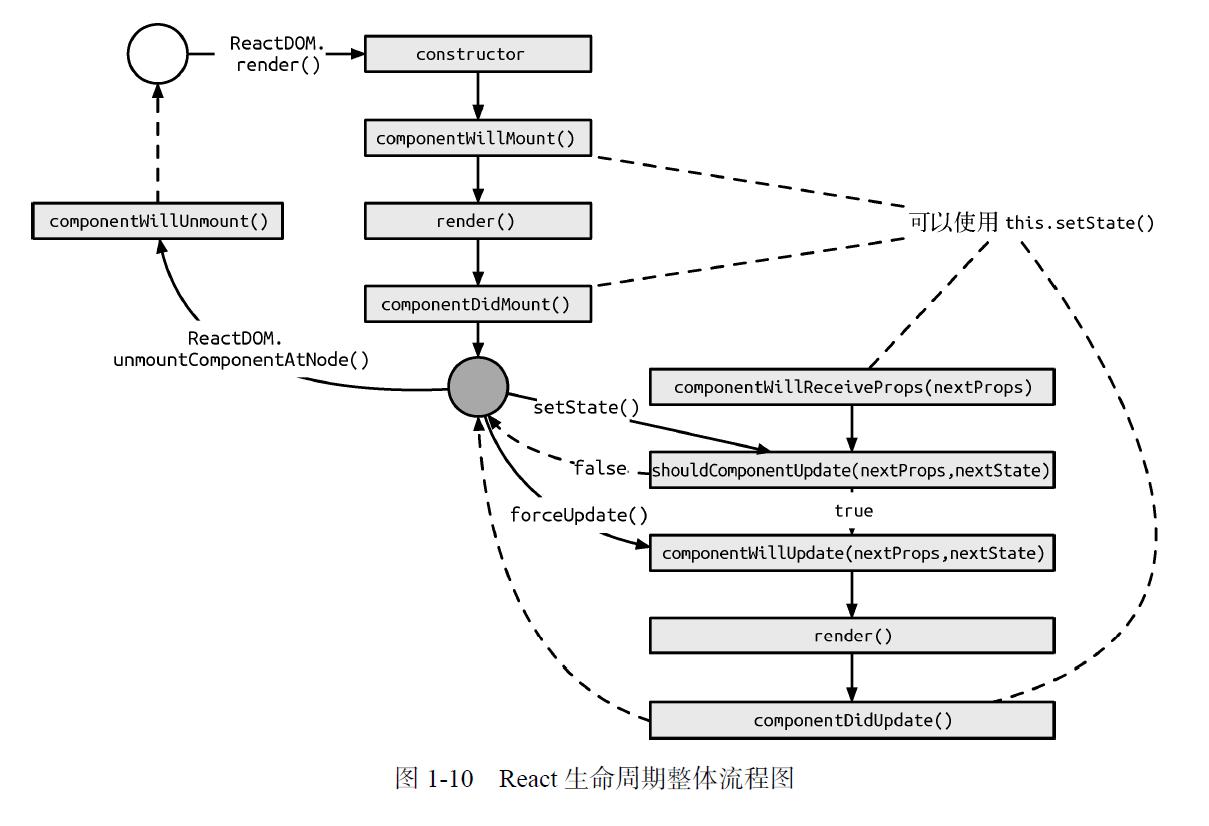 ReactDOM.
render()
constructor
componentWillMount()
componentWillUnmount()
render()
可以使用 this.setState()
componentDidMount()
ReactDOM.
unmountComponentAtNode()
componentWillReceiveProps(nextProps)
setState()
false
shouldComponentUpdate(nextProps,nextState)
forceUpdate()
true
componentWillUpdate(nextProps,nextState)
render()
componentDidUpdate()
图 1-10 React 生命周期整体流程图